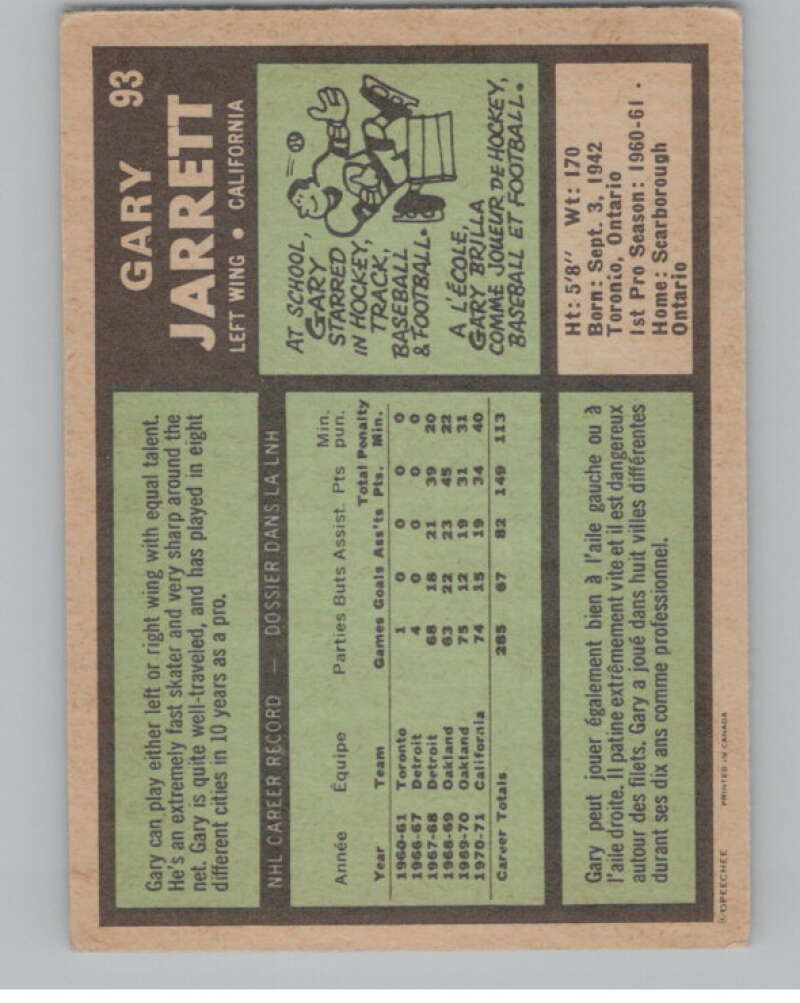 GARY 93
JARRETT
LEFT WING • CALIFORNIA
Gary can play either left or right wing with equal talent.
He's an extremely fast skater and very sharp around the
net. Gary is quite well-traveled, and has played in eight
different cities in 10 years as a pro.
AT SCHOOL,
GARY
STARRED
IN HOCKEY,
TRACK,
BASEBALL
& FOOTBALL.
A L'ÉCOLE,
GARY BRILLA
COMME JOUEUR DE HOCKEY,
BASEBALL ET FOOTBALL.
NHL CAREER RECORD — DOSSIER DANS LA LNH
Min.
Année Équipe Parties Buts Assist. Pts pun.
Total Penalty
Year Team Games Goals Ass'ts Pts. Min.
1960-61 Toronto 1 0 0 0 0
1966-67 Detroit 4 0 0 0 0
1967-68 Detroit 68 18 21 39 20
1968-69 Oakland 63 22 23 45 22
1969-70 Oakland 75 12 19 31 31
1970-71 California 74 15 19 34 40
Career Totals 285 67 82 149 113
Ht: 5'8" Wt: 170
Born: Sept. 3, 1942
Toronto, Ontario
1st Pro Season: 1960-61
Home: Scarborough
Ontario
Gary peut jouer également bien à l'aile gauche ou à
l'aile droite. Il patine extrêmement vite et il est dangereux
autour des filets. Gary a joué dans huit villes différentes
durant ses dix ans comme professionnel.
© OPEECHEE PRINTED IN CANADA